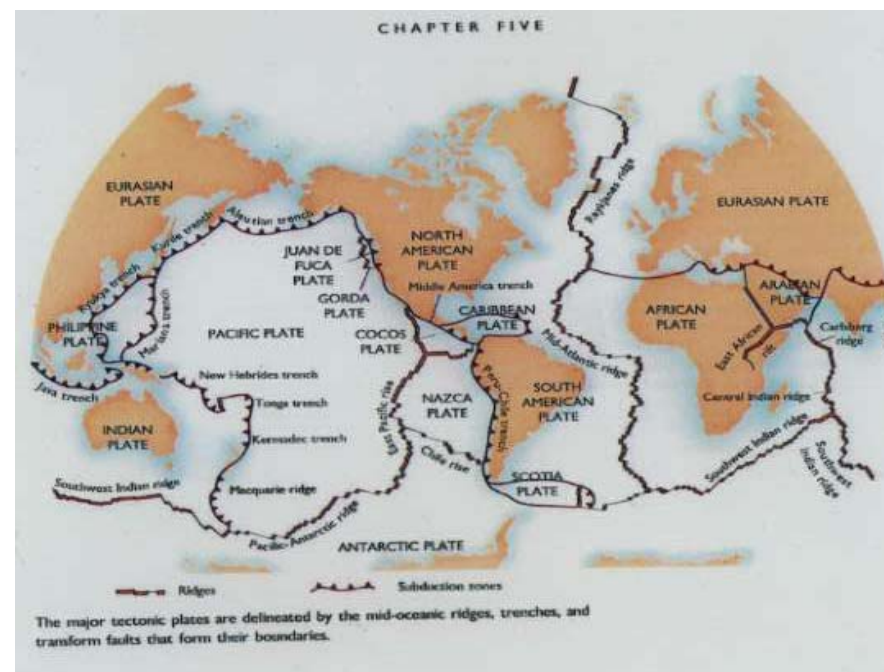 CHAPTER FIVE
EURASIAN
PLATE
Aleutian trench
Kurile trench
Ryukyu trench
Marianas trench
PHILIPPINE
PLATE
Java trench
INDIAN
PLATE
Southwest Indian ridge
PACIFIC PLATE
New Hebrides trench
Tonga trench
Kermadec trench
Macquarie ridge
Pacific-Antarctic ridge
JUAN DE
FUCA
PLATE
GORDA
PLATE
NORTH
AMERICAN
PLATE
Middle America trench
CARIBBEAN
PLATE
COCOS
PLATE
East Pacific rise
NAZCA
PLATE
Chile rise
Peru-Chile trench
SOUTH
AMERICAN
PLATE
SCOTIA
PLATE
ANTARCTIC PLATE
Reykjanes ridge
Mid-Atlantic ridge
EURASIAN PLATE
AFRICAN
PLATE
ARABIAN
PLATE
East African
rift
Carlsberg
ridge
Central Indian ridge
Southwest Indian ridge
Southeast
Indian ridge
Ridges
Subduction zones
The major tectonic plates are delineated by the mid-oceanic ridges, trenches, and
transform faults that form their boundaries.